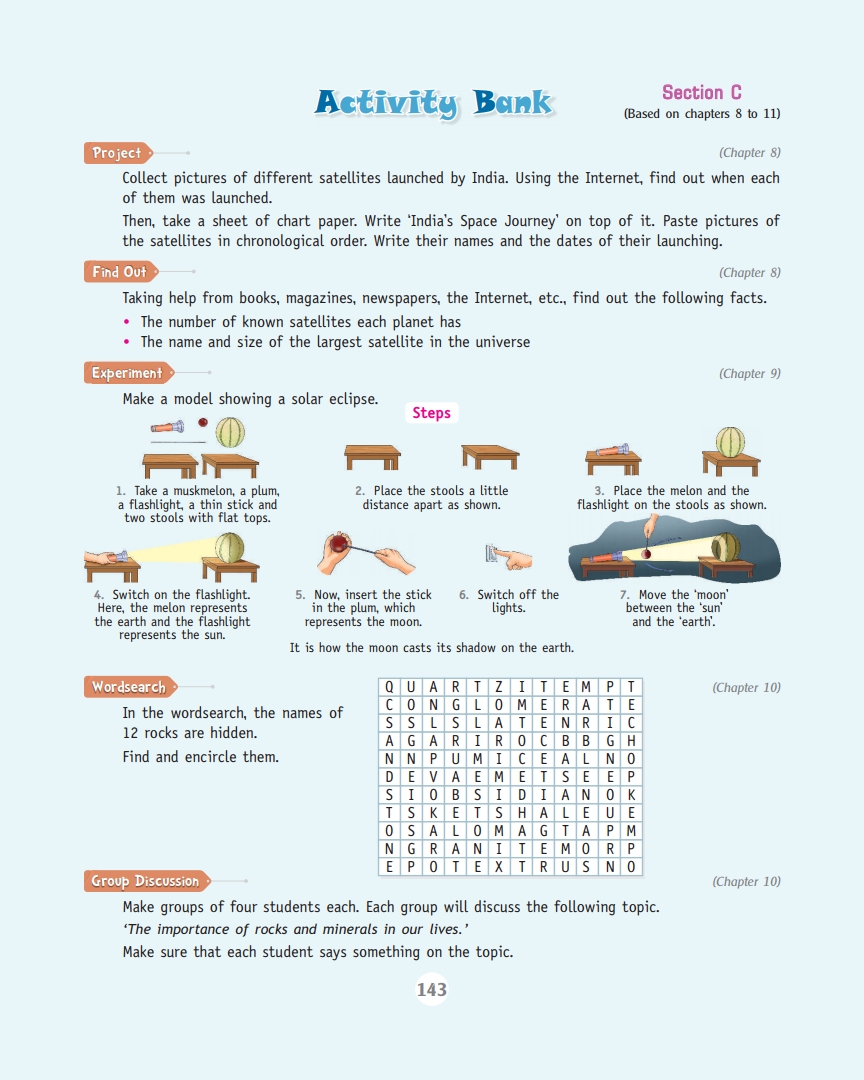 Activity Bank
Section C
(Based on chapters 8 to 11)
Project
(Chapter 8)
Collect pictures of different satellites launched by India. Using the Internet, find out when each
of them was launched.
Then, take a sheet of chart paper. Write ‘India’s Space Journey’ on top of it. Paste pictures of
the satellites in chronological order. Write their names and the dates of their launching.
Find Out
(Chapter 8)
Taking help from books, magazines, newspapers, the Internet, etc., find out the following facts.
• The number of known satellites each planet has
• The name and size of the largest satellite in the universe
Experiment
(Chapter 9)
Make a model showing a solar eclipse.
Steps
1. Take a muskmelon, a plum,
a flashlight, a thin stick and
two stools with flat tops.
2. Place the stools a little
distance apart as shown.
3. Place the melon and the
flashlight on the stools as shown.
4. Switch on the flashlight.
Here, the melon represents
the earth and the flashlight
represents the sun.
5. Now, insert the stick
in the plum, which
represents the moon.
6. Switch off the
lights.
7. Move the ‘moon’
between the ‘sun’
and the ‘earth’.
It is how the moon casts its shadow on the earth.
Wordsearch
(Chapter 10)
In the wordsearch, the names of
12 rocks are hidden.
Find and encircle them.
Q U A R T Z I T E M P T
C O N G L O M E R A T E
S S L S L A T E N R I C
A G A R I R O C B B G H
N N P U M I C E A L N O
D E V A E M E T S E E P
S I O B S I D I A N O K
T S K E T S H A L E U E
O S A L O M A G T A P M
N G R A N I T E M O R P
E P O T E X T R U S N O
Group Discussion
(Chapter 10)
Make groups of four students each. Each group will discuss the following topic.
‘The importance of rocks and minerals in our lives.’
Make sure that each student says something on the topic.
143